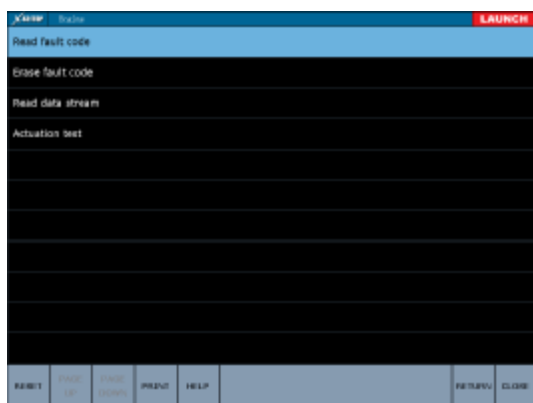 LAUNCH
Read fault code
Erase fault code
Read data stream
Actuation test
RESET
PAGE UP
PAGE DOWN
PRINT
HELP
RETURN
CLOSE